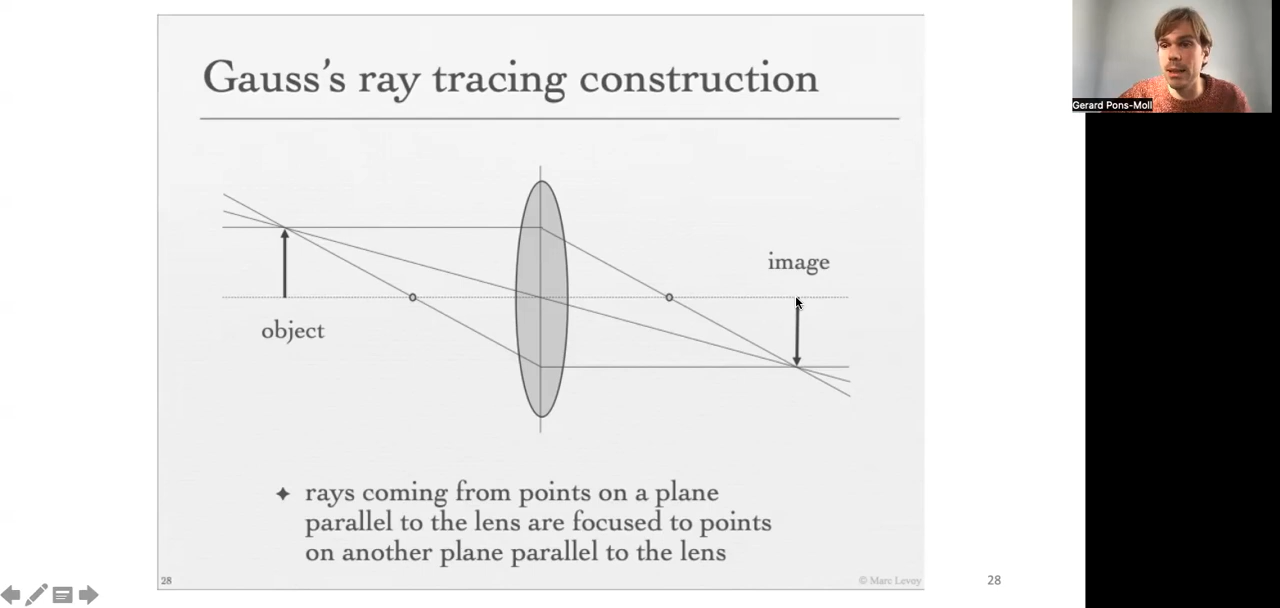 Gauss's ray tracing construction
Gerard Pons-Moll
image
object
✦ rays coming from points on a plane
parallel to the lens are focused to points
on another plane parallel to the lens
28
© Marc Levoy
28